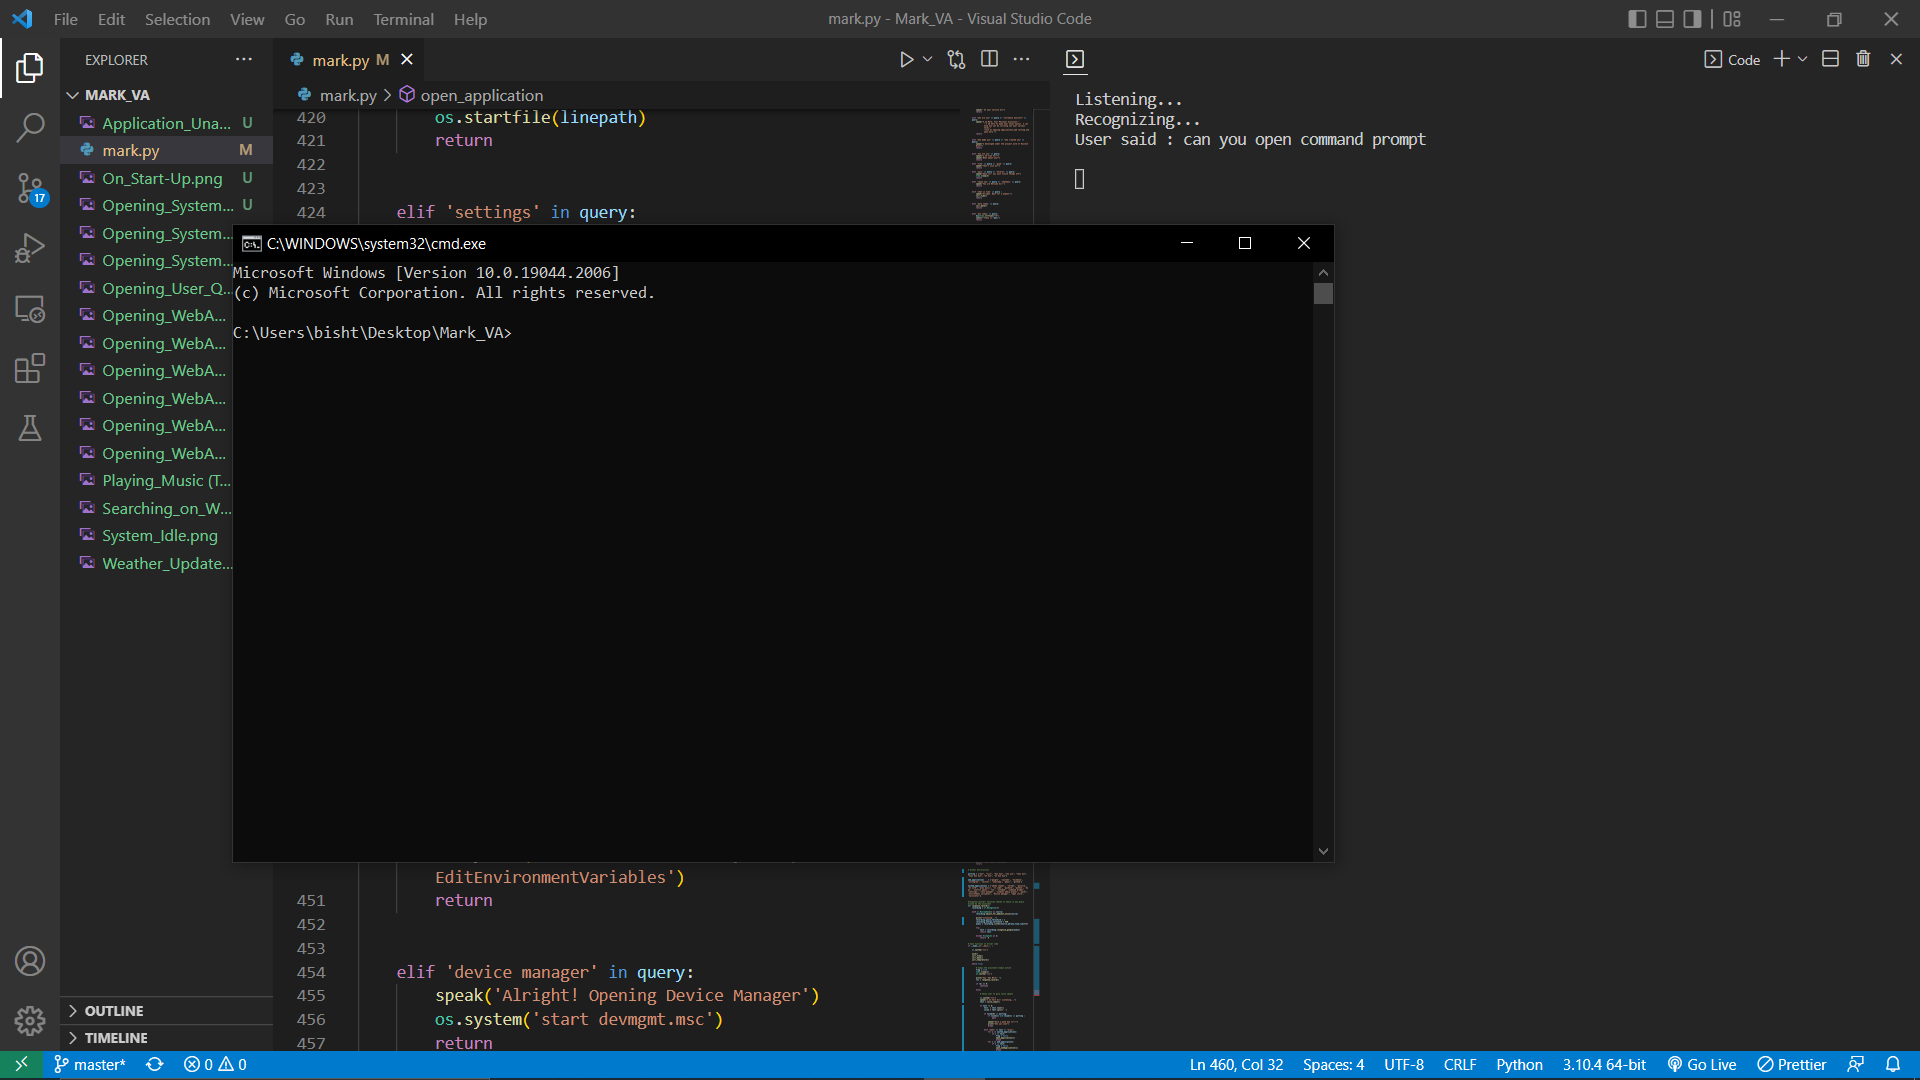 File Edit Selection View Go Run Terminal Help
mark.py - Mark_VA - Visual Studio Code
EXPLORER
MARK_VA
Application_Una... U
mark.py M
On_Start-Up.png U
Opening_System... U
Opening_System...
Opening_System...
Opening_User_Q...
Opening_WebA...
Opening_WebA...
Opening_WebA...
Opening_WebA...
Opening_WebA...
Opening_WebA...
Playing_Music (T...
Searching_on_W...
System_Idle.png
Weather_Update...
OUTLINE
TIMELINE
17
mark.py M
mark.py > open_application
420 os.startfile(linepath)
421 return
422
423
424 elif 'settings' in query:
C:\WINDOWS\system32\cmd.exe
Microsoft Windows [Version 10.0.19044.2006]
(c) Microsoft Corporation. All rights reserved.
C:\Users\bisht\Desktop\Mark_VA>
EditEnvironmentVariables')
451 return
452
453
454 elif 'device manager' in query:
455 speak('Alright! Opening Device Manager')
456 os.system('start devmgmt.msc')
457 return
Code
Listening...
Recognizing...
User said : can you open command prompt
master* 0 0
Ln 460, Col 32 Spaces: 4 UTF-8 CRLF Python 3.10.4 64-bit Go Live Prettier